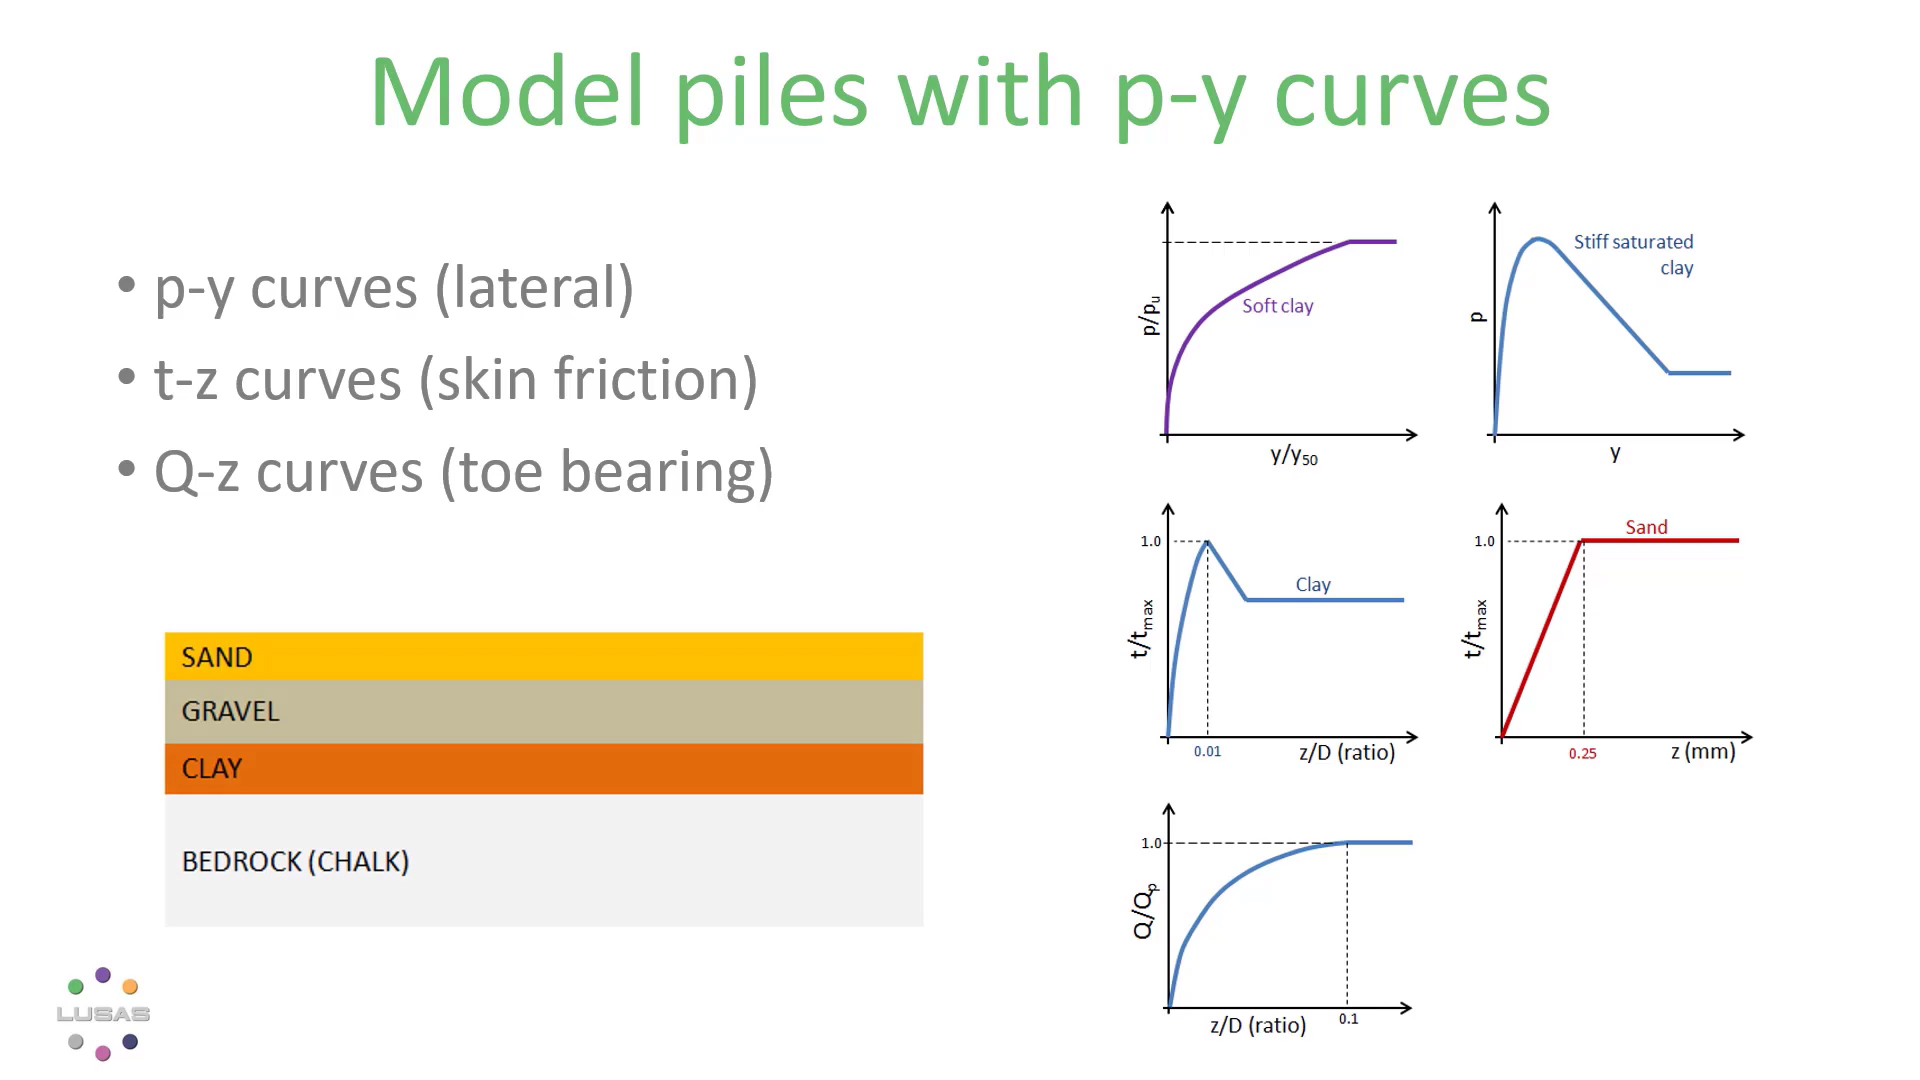 Model piles with p-y curves
• p-y curves (lateral)
• t-z curves (skin friction)
• Q-z curves (toe bearing)
SAND
GRAVEL
CLAY
BEDROCK (CHALK)
LUSAS
p/pu
Soft clay
y/y50
p
Stiff saturated
clay
y
1.0
t/tmax
Clay
0.01
z/D (ratio)
1.0
t/tmax
Sand
0.25
z (mm)
1.0
Q/Qp
z/D (ratio)
0.1